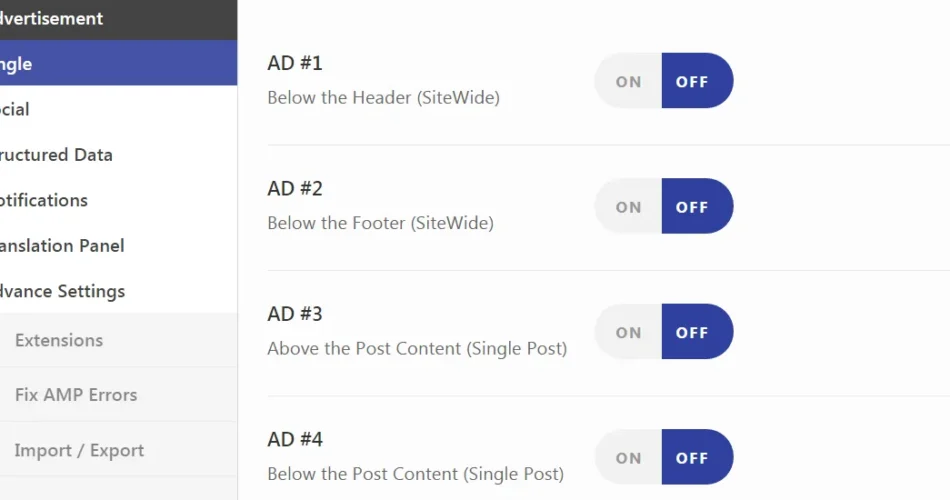 dvertisement
ngle
ocial
ructured Data
otifications
anslation Panel
dvance Settings
Extensions
Fix AMP Errors
Import / Export
AD #1
Below the Header (SiteWide)
ON OFF
AD #2
Below the Footer (SiteWide)
ON OFF
AD #3
Above the Post Content (Single Post)
ON OFF
AD #4
Below the Post Content (Single Post)
ON OFF